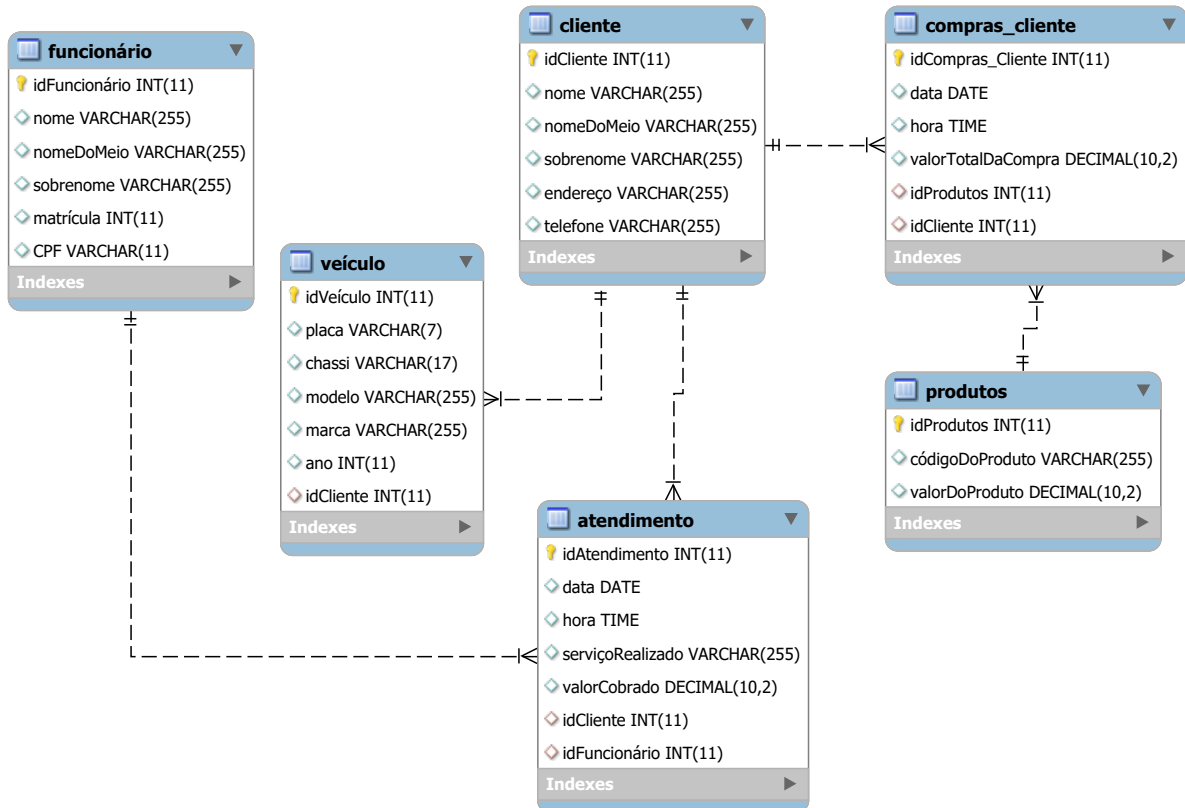 funcionário
idFuncionário INT(11)
nome VARCHAR(255)
nomeDoMeio VARCHAR(255)
sobrenome VARCHAR(255)
matrícula INT(11)
CPF VARCHAR(11)
Indexes
veículo
idVeículo INT(11)
placa VARCHAR(7)
chassi VARCHAR(17)
modelo VARCHAR(255)
marca VARCHAR(255)
ano INT(11)
idCliente INT(11)
Indexes
cliente
idCliente INT(11)
nome VARCHAR(255)
nomeDoMeio VARCHAR(255)
sobrenome VARCHAR(255)
endereço VARCHAR(255)
telefone VARCHAR(255)
Indexes
atendimento
idAtendimento INT(11)
data DATE
hora TIME
serviçoRealizado VARCHAR(255)
valorCobrado DECIMAL(10,2)
idCliente INT(11)
idFuncionário INT(11)
Indexes
compras_cliente
idCompras_Cliente INT(11)
data DATE
hora TIME
valorTotalDaCompra DECIMAL(10,2)
idProdutos INT(11)
idCliente INT(11)
Indexes
produtos
idProdutos INT(11)
códigoDoProduto VARCHAR(255)
valorDoProduto DECIMAL(10,2)
Indexes